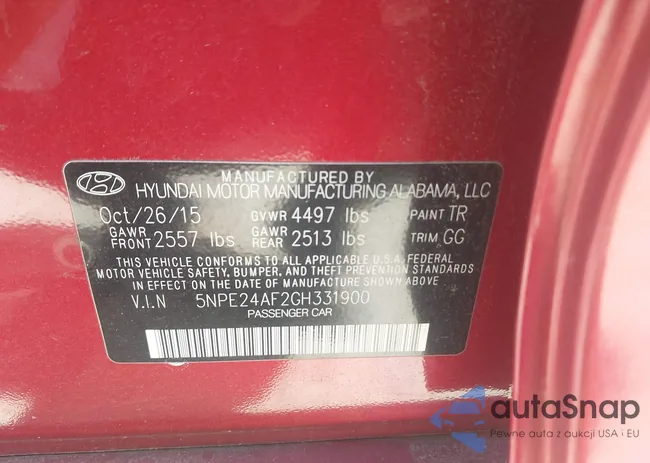 MANUFACTURED BY
HYUNDAI MOTOR MANUFACTURING ALABAMA, LLC
Oct/26/15 GVWR 4497 lbs PAINT TR
GAWR FRONT 2557 lbs GAWR REAR 2513 lbs TRIM GG
THIS VEHICLE CONFORMS TO ALL APPLICABLE U.S.A. FEDERAL
MOTOR VEHICLE SAFETY, BUMPER, AND THEFT PREVENTION STANDARDS
IN EFFECT ON THE DATE OF MANUFACTURE SHOWN ABOVE
V.I.N 5NPE24AF2GH331900
PASSENGER CAR
autaSnap
Pewne auta z aukcji USA i EU